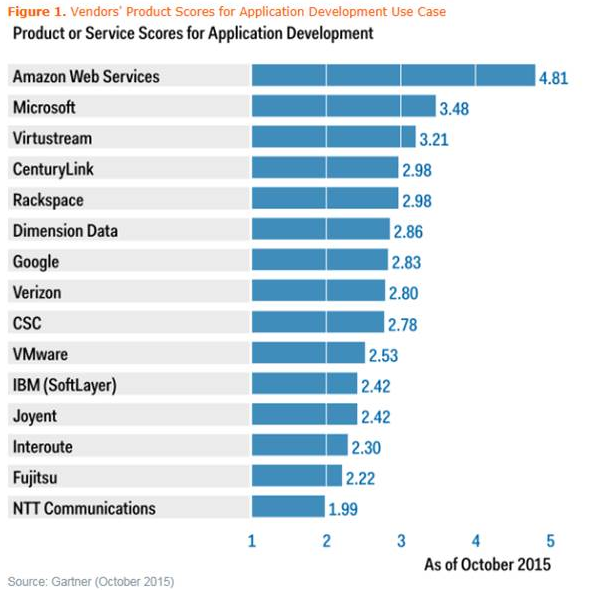 Figure 1. Vendors' Product Scores for Application Development Use Case
Product or Service Scores for Application Development
Amazon Web Services 4.81
Microsoft 3.48
Virtustream 3.21
CenturyLink 2.98
Rackspace 2.98
Dimension Data 2.86
Google 2.83
Verizon 2.80
CSC 2.78
VMware 2.53
IBM (SoftLayer) 2.42
Joyent 2.42
Interoute 2.30
Fujitsu 2.22
NTT Communications 1.99
1 2 3 4 5
As of October 2015
Source: Gartner (October 2015)